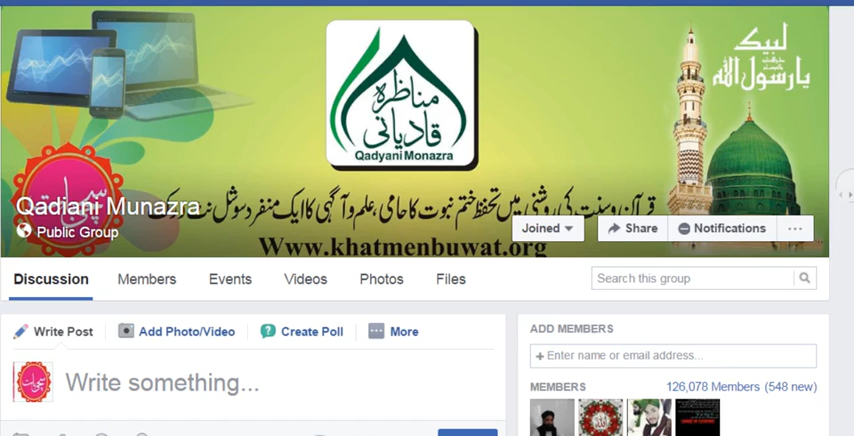 لبیک
یارسول اللہ
مناظرہ
قادیانی
Qadyani Monazra
قرآن وسنت کی روشنی میں تحفظ ختم نبوت کا حامی، علم و آگہی کا ایک منفرد سوشل نیٹ ورک
Qadiani Munazra
Public Group
Www.khatmenbuwat.org
Joined
Share
Notifications
Discussion Members Events Videos Photos Files
Search this group
Write Post Add Photo/Video Create Poll More
Write something...
ADD MEMBERS
+ Enter name or email address...
MEMBERS 126,078 Members (548 new)